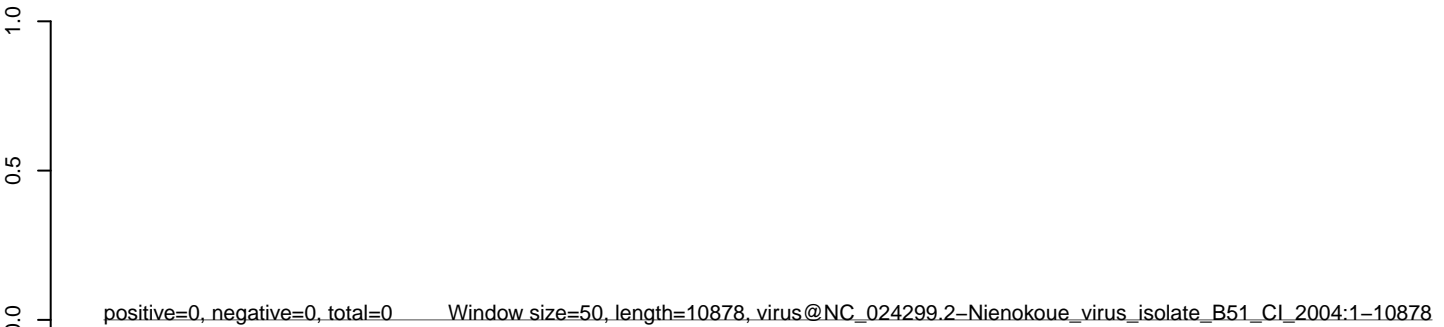 1.0
0.5
0.0
positive=0, negative=0, total=0 Window size=50, length=10878, virus@NC_024299.2−Nienokoue_virus_isolate_B51_CI_2004:1−10878